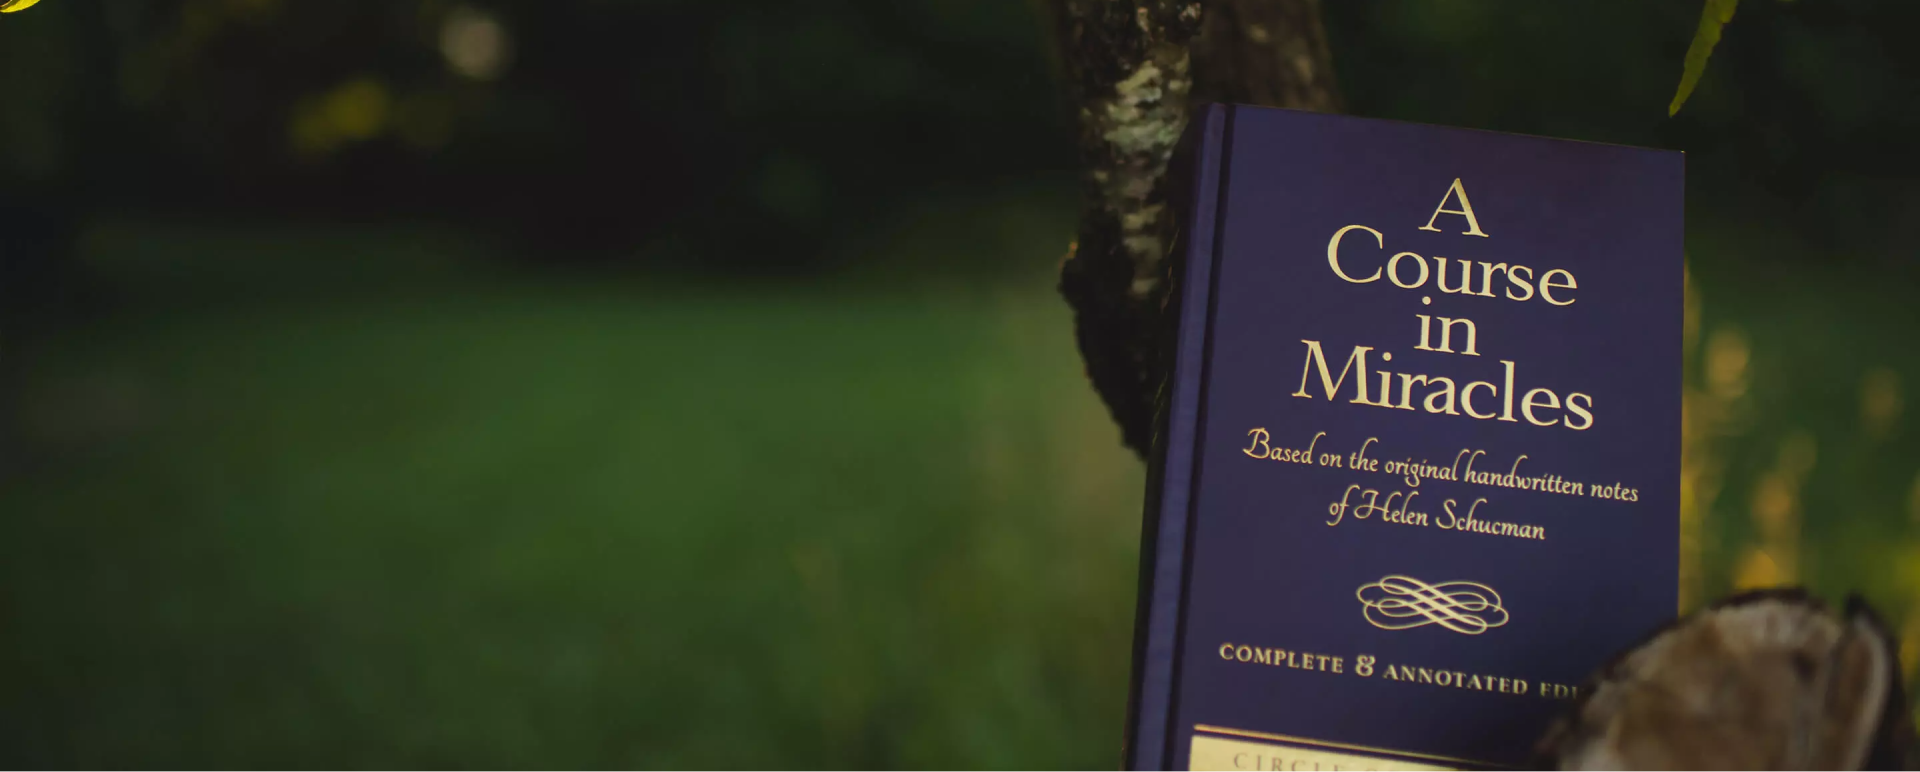 A
Course
in
Miracles
Based on the original handwritten notes
of Helen Schucman
COMPLETE & ANNOTATED